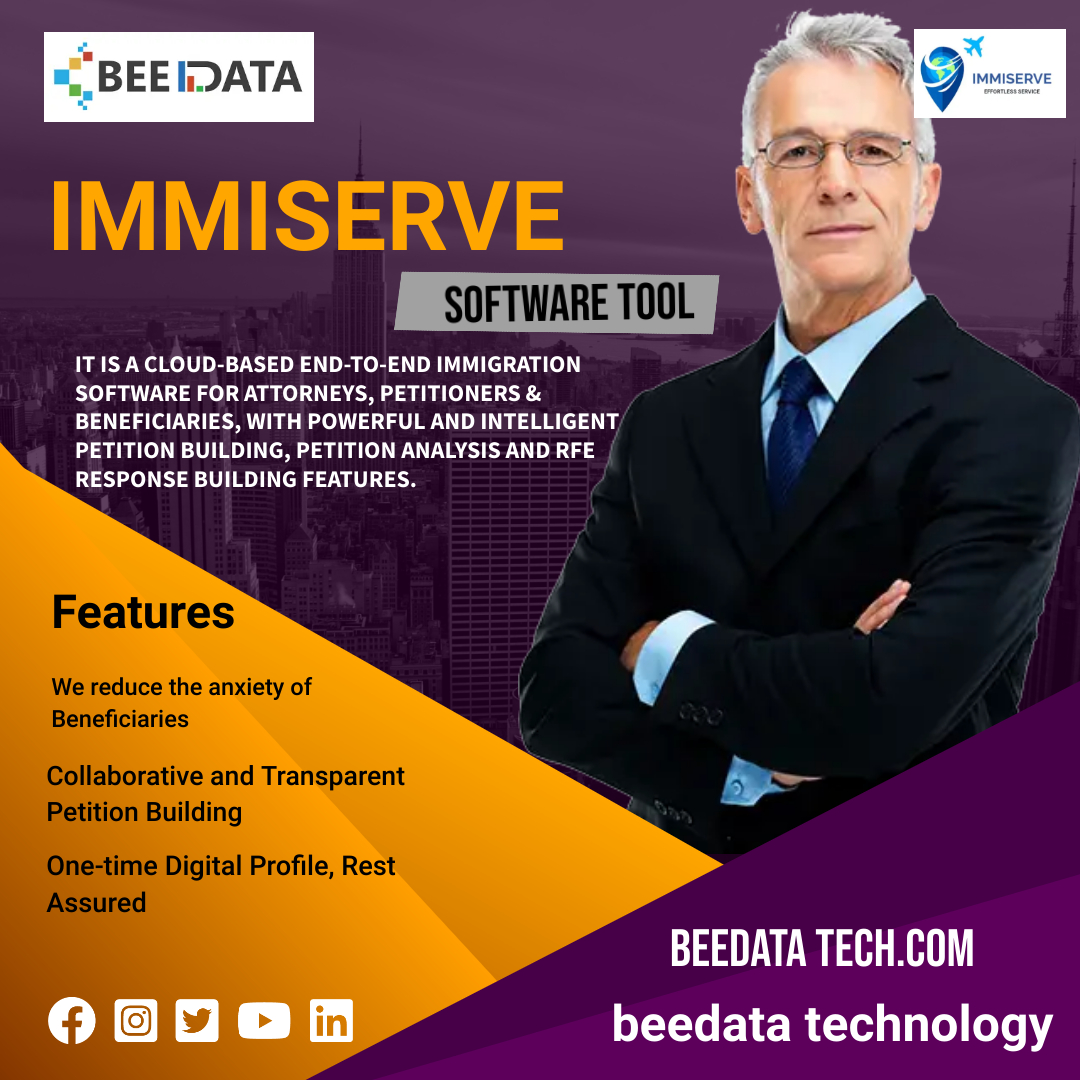 BEE DATA
IMMISERVE
EFFORTLESS SERVICE
IMMISERVE
SOFTWARE TOOL
IT IS A CLOUD-BASED END-TO-END IMMIGRATION
SOFTWARE FOR ATTORNEYS, PETITIONERS &
BENEFICIARIES, WITH POWERFUL AND INTELLIGENT
PETITION BUILDING, PETITION ANALYSIS AND RFE
RESPONSE BUILDING FEATURES.
Features
We reduce the anxiety of
Beneficiaries
Collaborative and Transparent
Petition Building
One-time Digital Profile, Rest
Assured
BEEDATA TECH.COM
beedata technology